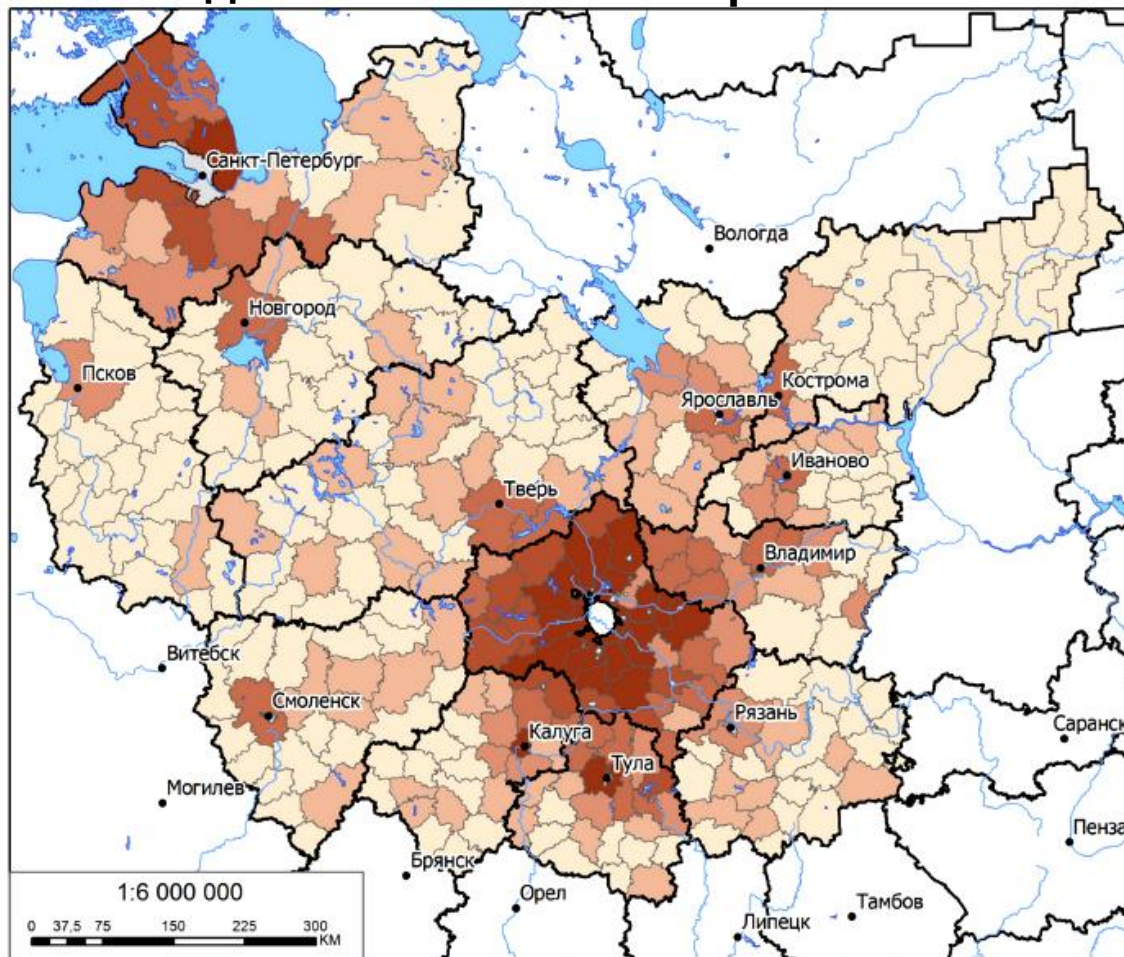 Санкт-Петербург
Вологда
Новгород
Псков
Кострома
Ярославль
Иваново
Тверь
Владимир
Витебск
Смоленск
Рязань
Калуга
Саранск
Тула
Могилев
Пенза
Брянск
1:6 000 000
Орел
Тамбов
Липецк
0 37,5 75 150 225 300
КМ